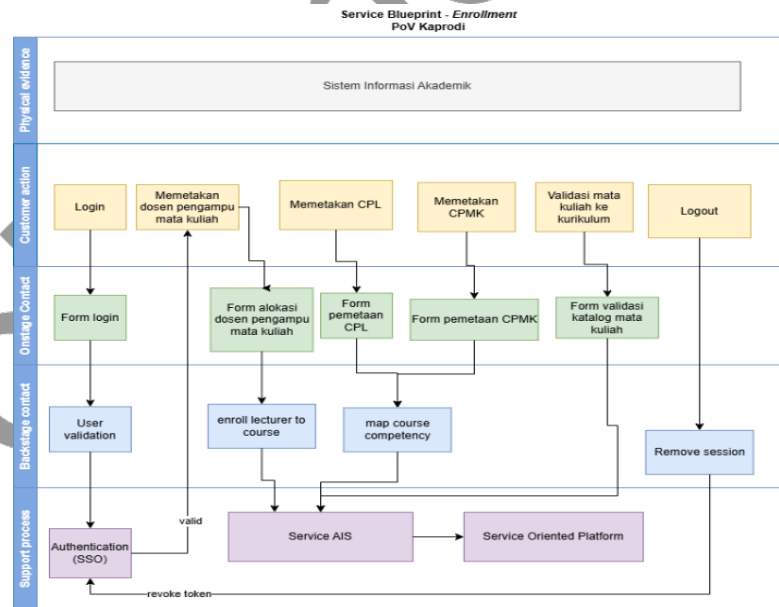 Service Blueprint - Enrollment
PoV Kaprodi
Physical evidence
Sistem Informasi Akademik
Customer action
Login
Memetakan
dosen pengampu
mata kuliah
Memetakan CPL
Memetakan
CPMK
Validasi mata
kuliah ke
kurikulum
Logout
Onstage Contact
Form login
Form alokasi
dosen pengampu
mata kuliah
Form
pemetaan
CPL
Form pemetaan CPMK
Form validasi
katalog mata
kuliah
Backstage contact
User
validation
enroll lecturer to
course
map course
competency
Remove session
Support process
Authentication
(SSO)
valid
Service AIS
Service Oriented Platform
revoke token